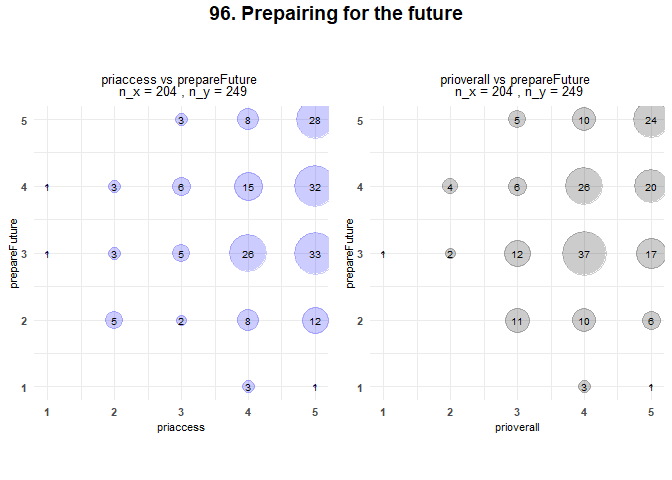 96. Prepairing for the future
priaccess vs prepareFuture
n_x = 204 , n_y = 249
5
4
3
2
1
prepareFuture
3 8 28
1 3 6 15 32
1 3 5 26 33
5 2 8 12
3 1
1 2 3 4 5
priaccess
prioverall vs prepareFuture
n_x = 204 , n_y = 249
5
4
3
2
1
prepareFuture
5 10 24
4 6 26 20
1 2 12 37 17
11 10 6
3 1
1 2 3 4 5
prioverall